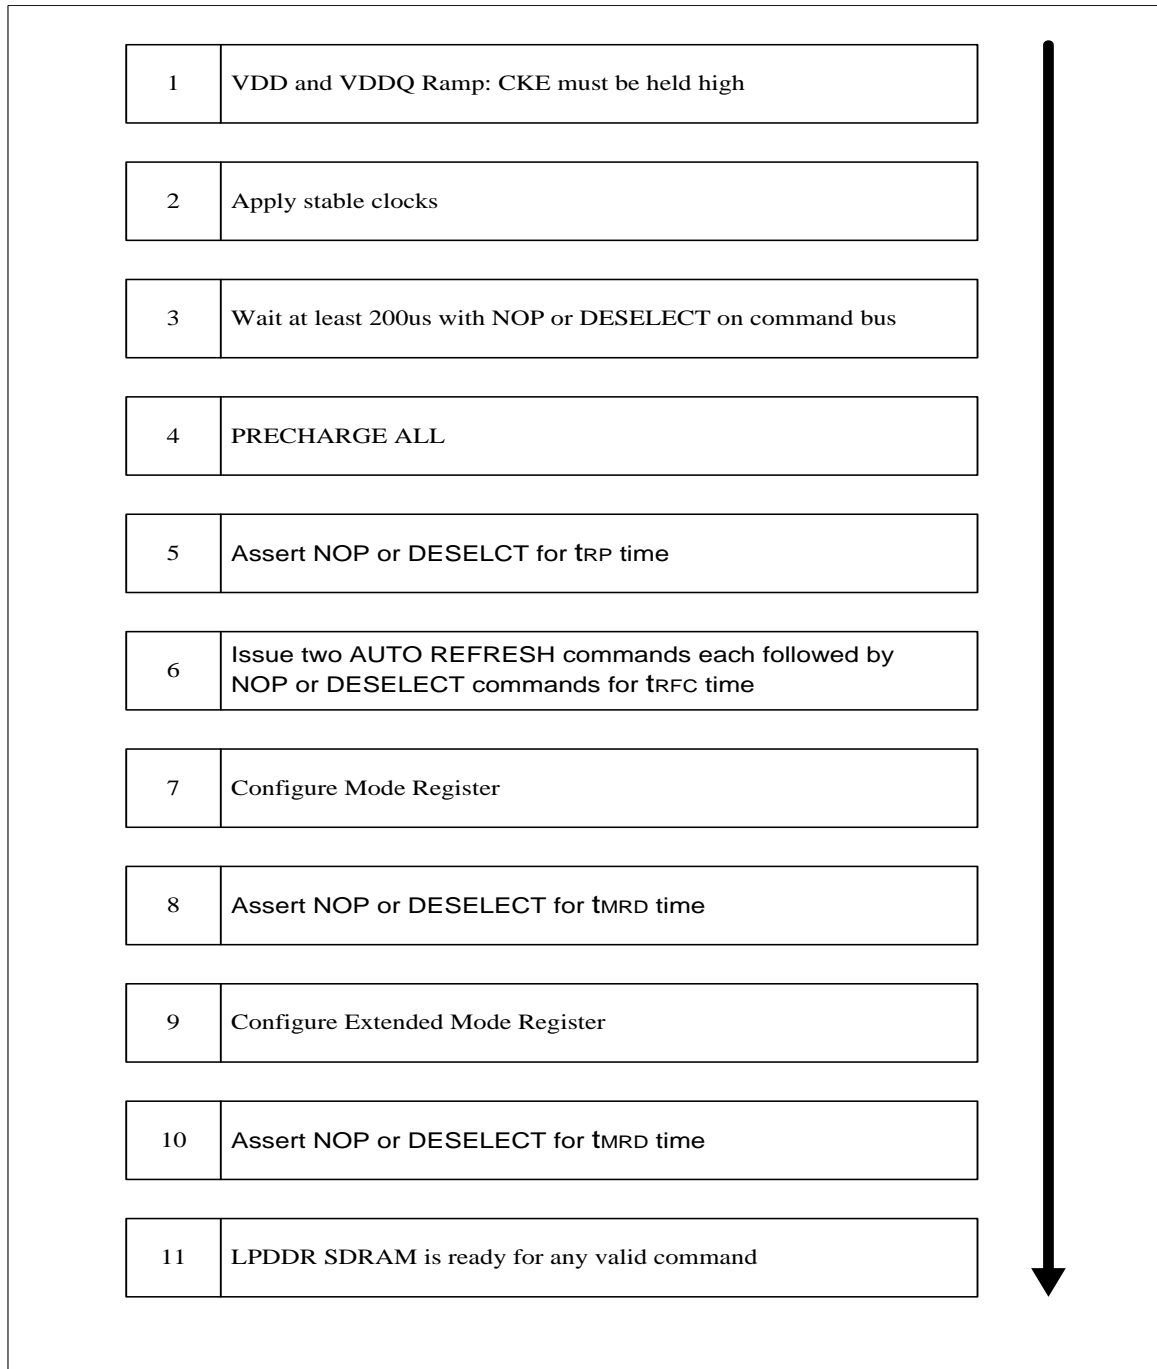 1 VDD and VDDQ Ramp: CKE must be held high
2 Apply stable clocks
3 Wait at least 200us with NOP or DESELECT on command bus
4 PRECHARGE ALL
5 Assert NOP or DESELCT for tRP time
6 Issue two AUTO REFRESH commands each followed by
NOP or DESELECT commands for tRFC time
7 Configure Mode Register
8 Assert NOP or DESELECT for tMRD time
9 Configure Extended Mode Register
10 Assert NOP or DESELECT for tMRD time
11 LPDDR SDRAM is ready for any valid command